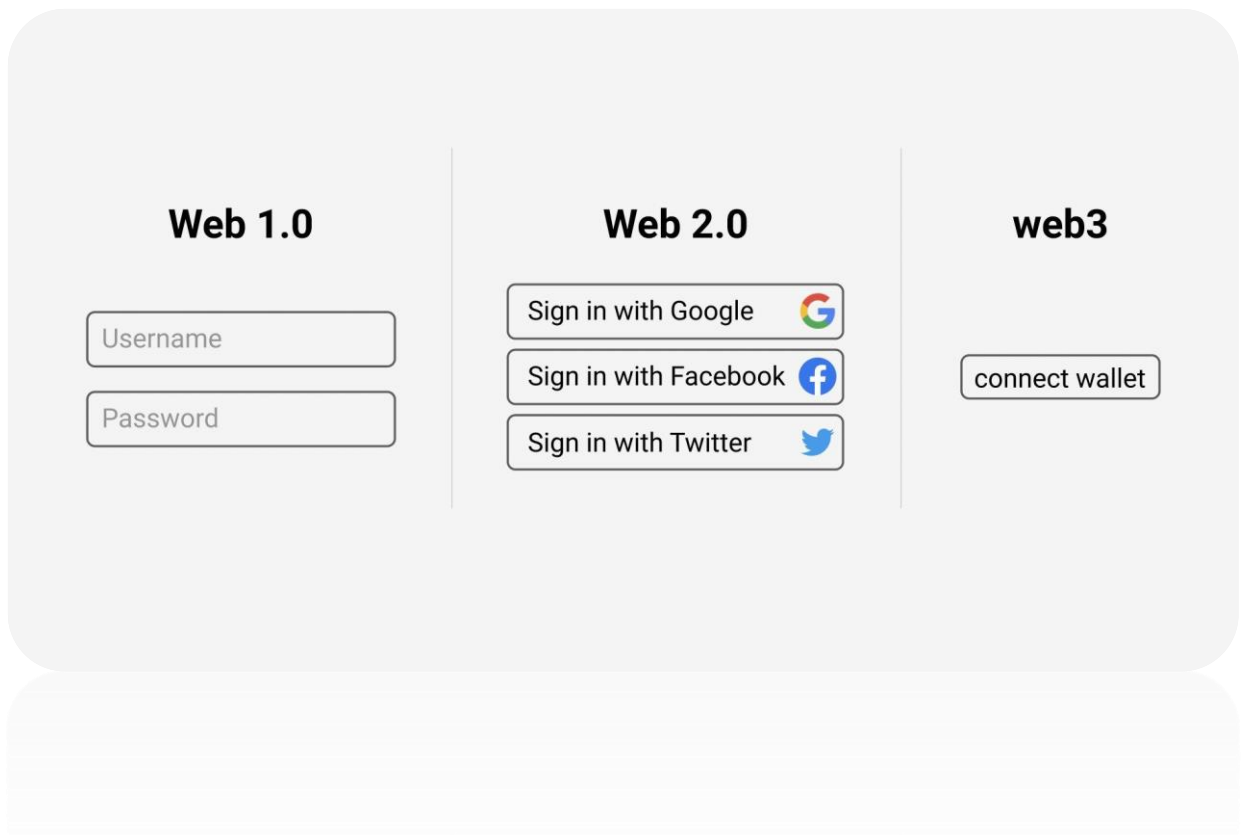 Web 1.0
Username
Password
Web 2.0
Sign in with Google
Sign in with Facebook
Sign in with Twitter
web3
connect wallet